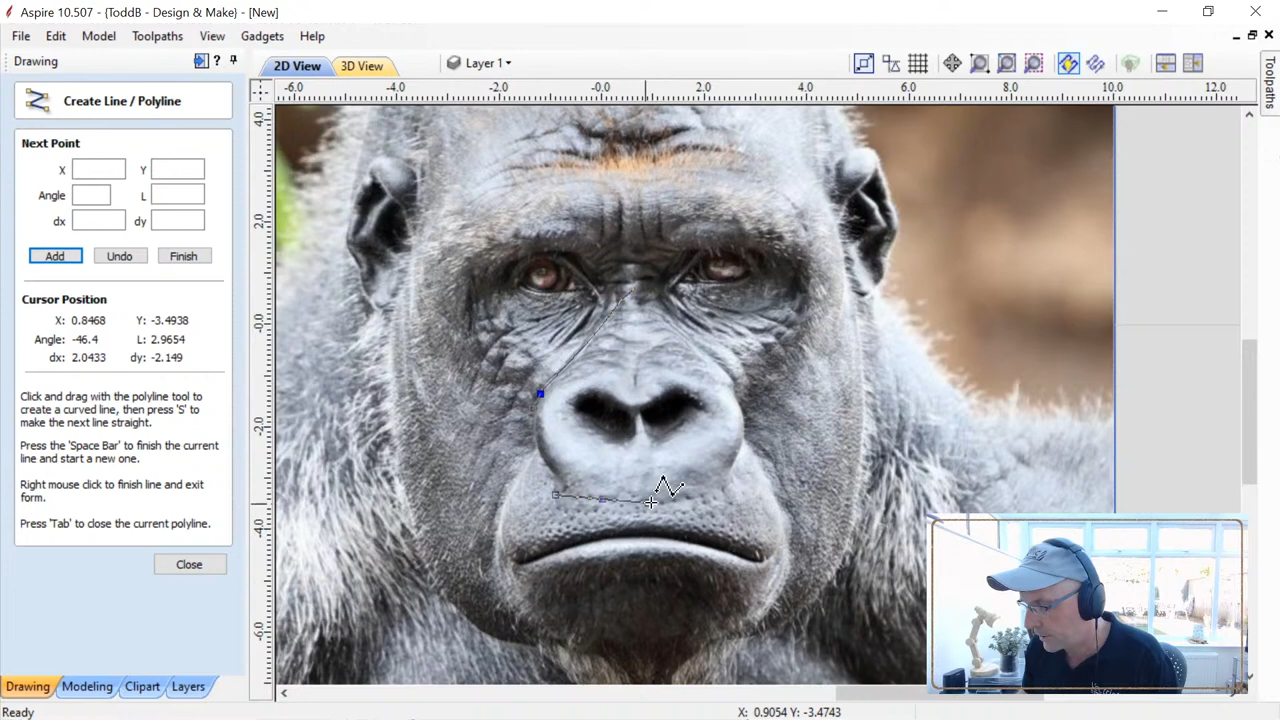 Aspire 10.507 - {ToddB - Design & Make} - [New]
File Edit Model Toolpaths View Gadgets Help
Drawing
2D View 3D View Layer 1
Toolpaths
-6.0 -4.0 -2.0 -0.0 2.0 4.0 6.0 8.0 10.0 12.0
4.0
2.0
-0.0
-2.0
-4.0
-6.0
Create Line / Polyline
Next Point
X Y
Angle L
dx dy
Add Undo Finish
Cursor Position
X: 0.8468 Y: -3.4938
Angle: -46.4 L: 2.9654
dx: 2.0433 dy: -2.149
Click and drag with the polyline tool to
create a curved line, then press 'S' to
make the next line straight.
Press the 'Space Bar' to finish the current
line and start a new one.
Right mouse click to finish line and exit
form.
Press 'Tab' to close the current polyline.
Close
Drawing Modeling Clipart Layers
Ready X: 0.9054 Y: -3.4743